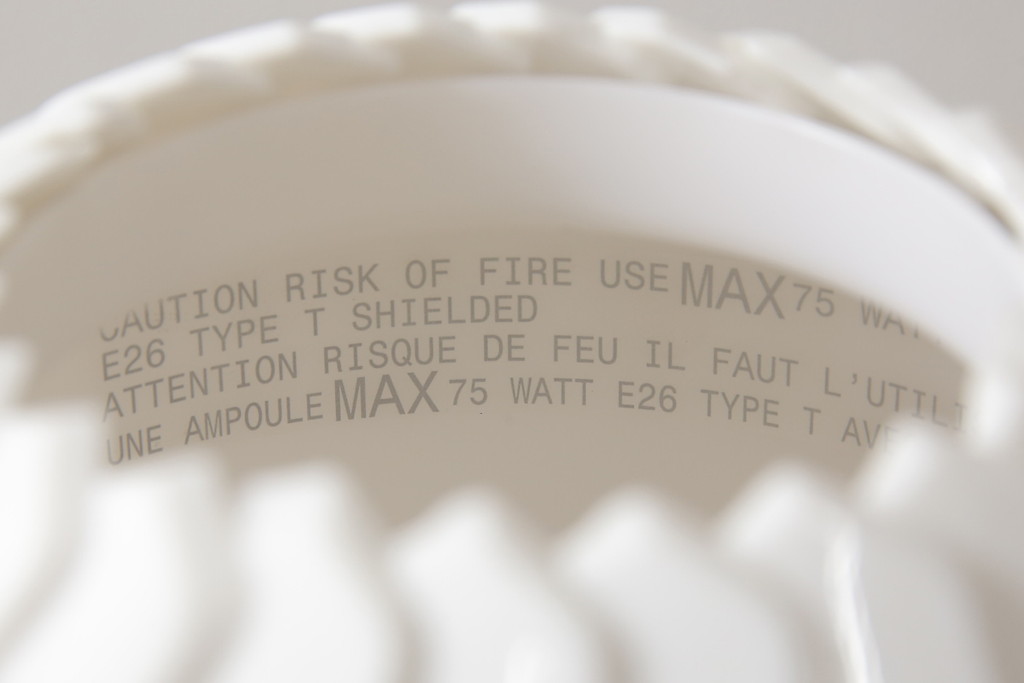 CAUTION RISK OF FIRE USE MAX 75
E26 TYPE T SHIELDED
ATTENTION RISQUE DE FEU IL FAUT
UNE AMPOULE MAX 75 WATT E26 TYPE T